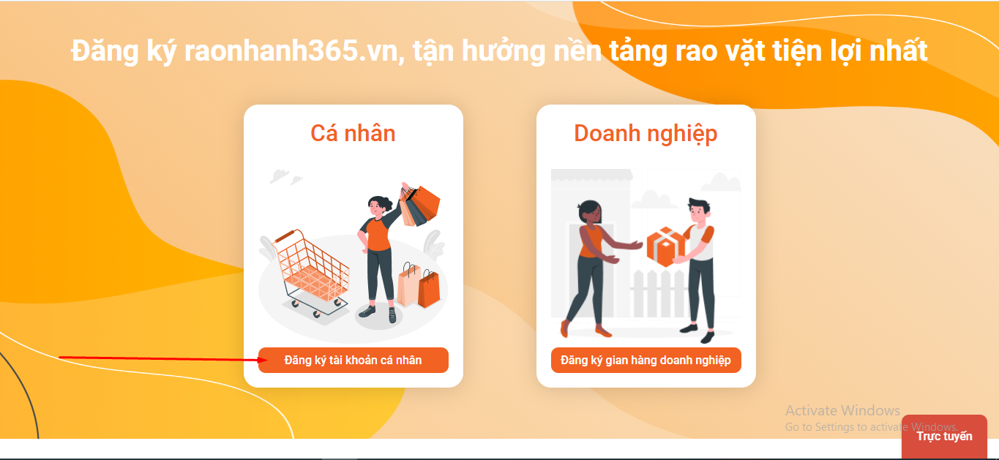 Đăng ký raonhanh365.vn, tận hưởng nền tảng rao vặt tiện lợi nhất
Cá nhân
Doanh nghiệp
Đăng ký tài khoản cá nhân
Đăng ký gian hàng doanh nghiệp
Activate Windows
Go to Settings to activate Windows.
Trực tuyến